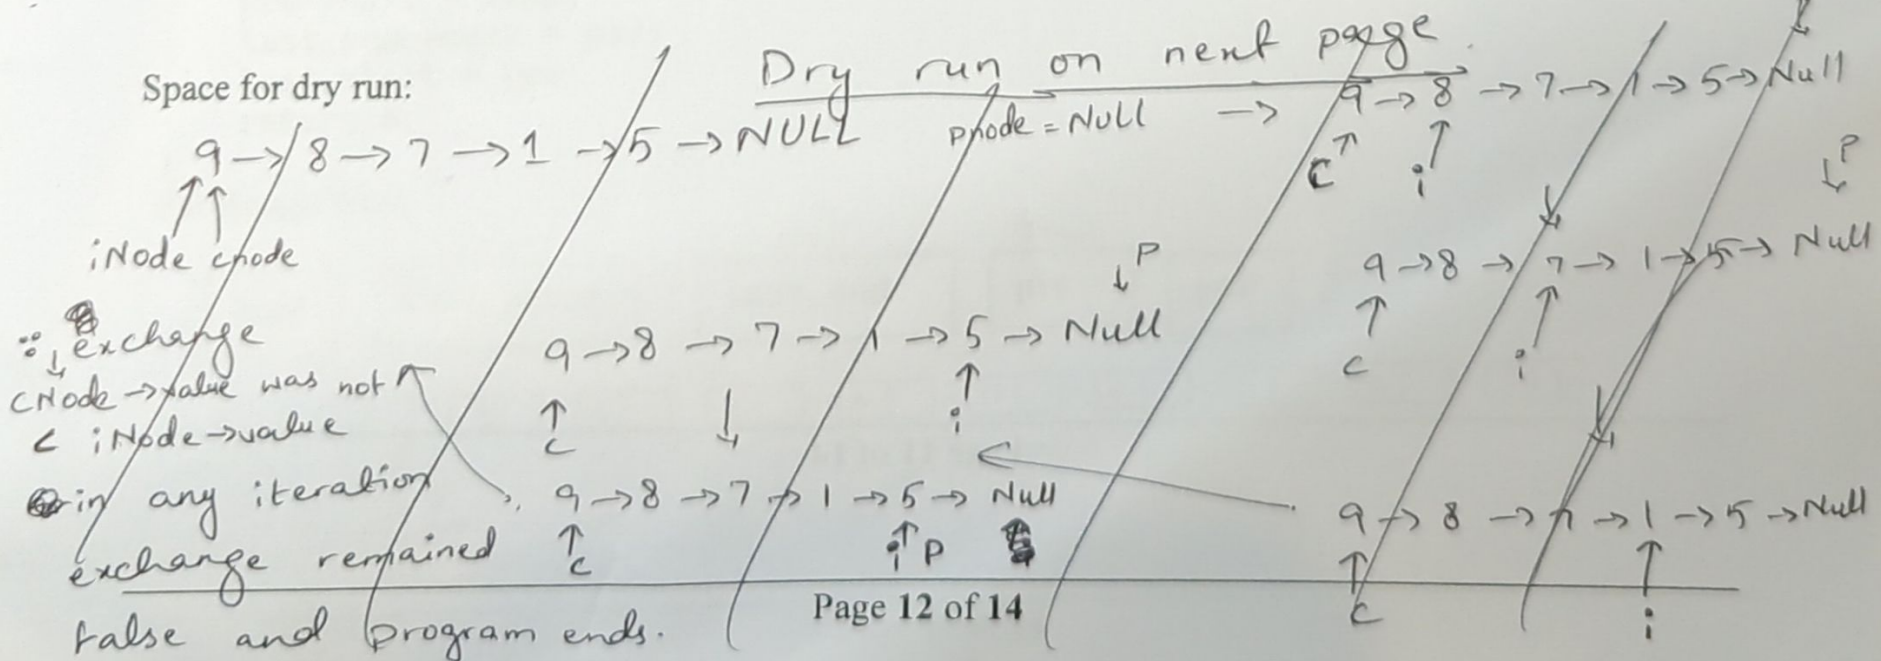 Dry run on next page.
Space for dry run:
9 → 8 → 7 → 1 → 5 → NULL
iNode cnode
pnode = Null → 9 → 8 → 7 → 1 → 5 → Null
C i
P
9 → 8 → 7 → 1 → 5 → Null
c i
P
9 → 8 → 7 → 1 → 5 → Null
c i
9 → 8 → 7 → 1 → 5 → Null
c i P
9 → 8 → 7 → 1 → 5 → Null
c i
∵ exchange
cNode → value was not
< iNode → value
in any iteration
exchange remained
false and program ends.
Page 12 of 14